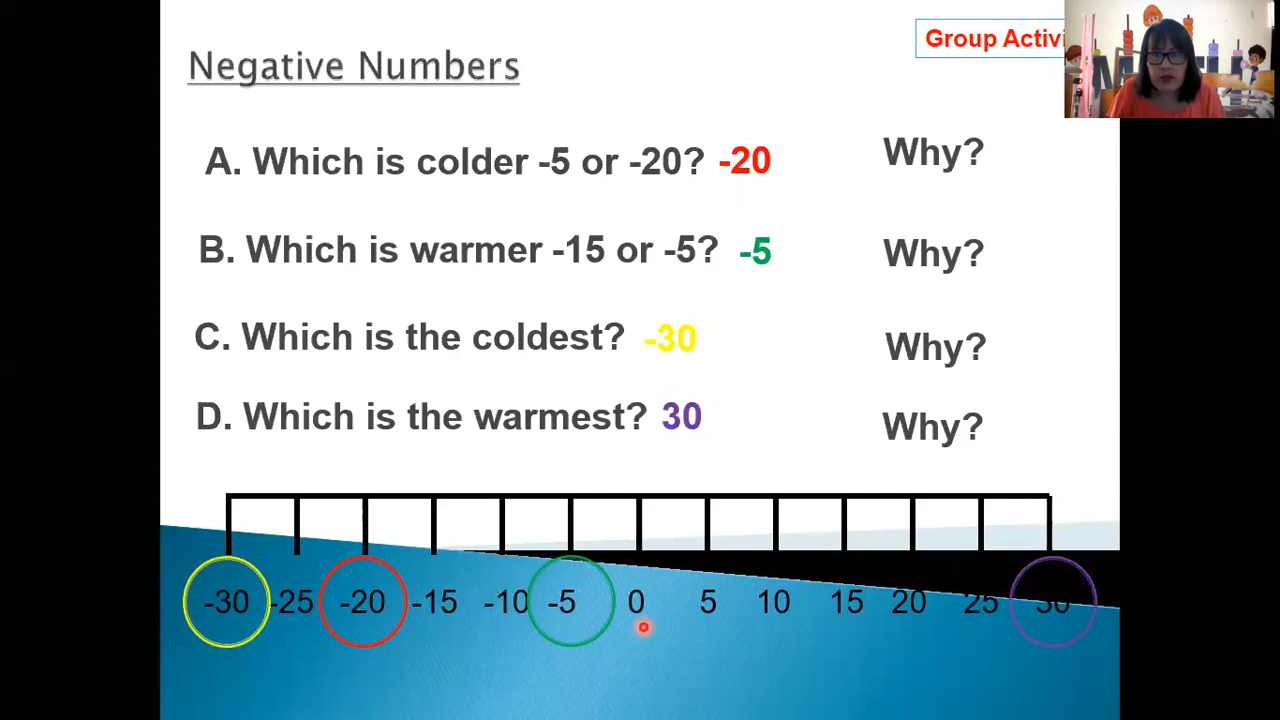 Group Activi
Negative Numbers
A. Which is colder -5 or -20? -20 Why?
B. Which is warmer -15 or -5? -5 Why?
C. Which is the coldest? -30 Why?
D. Which is the warmest? 30 Why?
-30 -25 -20 -15 -10 -5 0 5 10 15 20 25 30